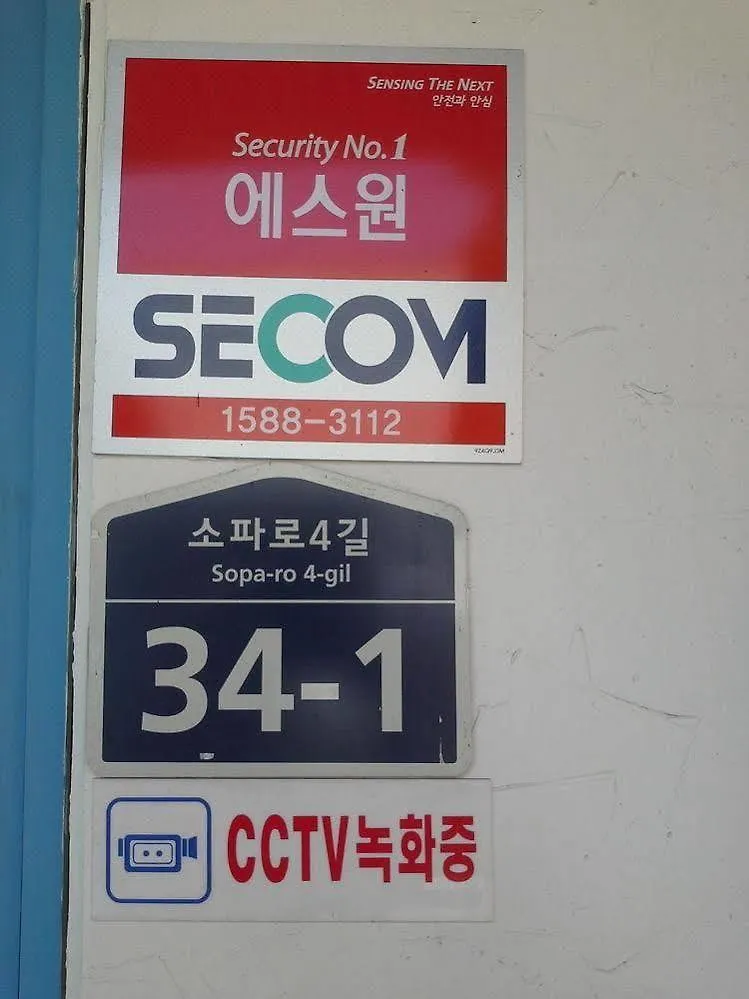 SENSING THE NEXT
안전과 안심
Security No.1
에스원
SECOM
1588-3112
소파로4길
Sopa-ro 4-gil
34-1
CCTV녹화중